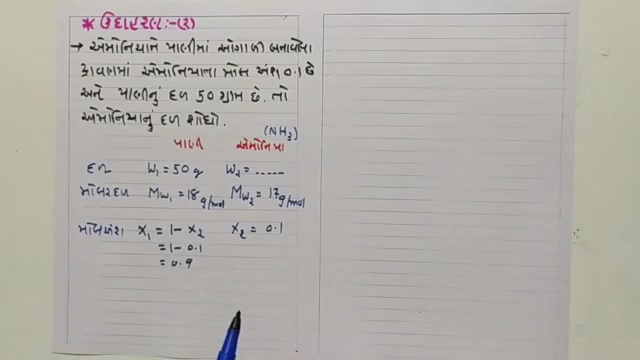 * ઉદાહરણ:-(૨)
→ એમોનિયાને પાણીમાં ઓગાળી બનાવેલા
દ્રાવણમાં એમોનિયાના મોલ અંશ 0.1 છે
અને પાણીનું દળ 50 ગ્રામ છે. તો
એમોનિયાનું દળ શોધો.
(NH3)
પાણી એમોનિયા
દળ W1 = 50 g W2 = -----
મોલરદળ Mw1 = 18 g/mol Mw2 = 17 g/mol
મોલઅંશ x1 = 1 - x2 x2 = 0.1
= 1 - 0.1
= 0.9